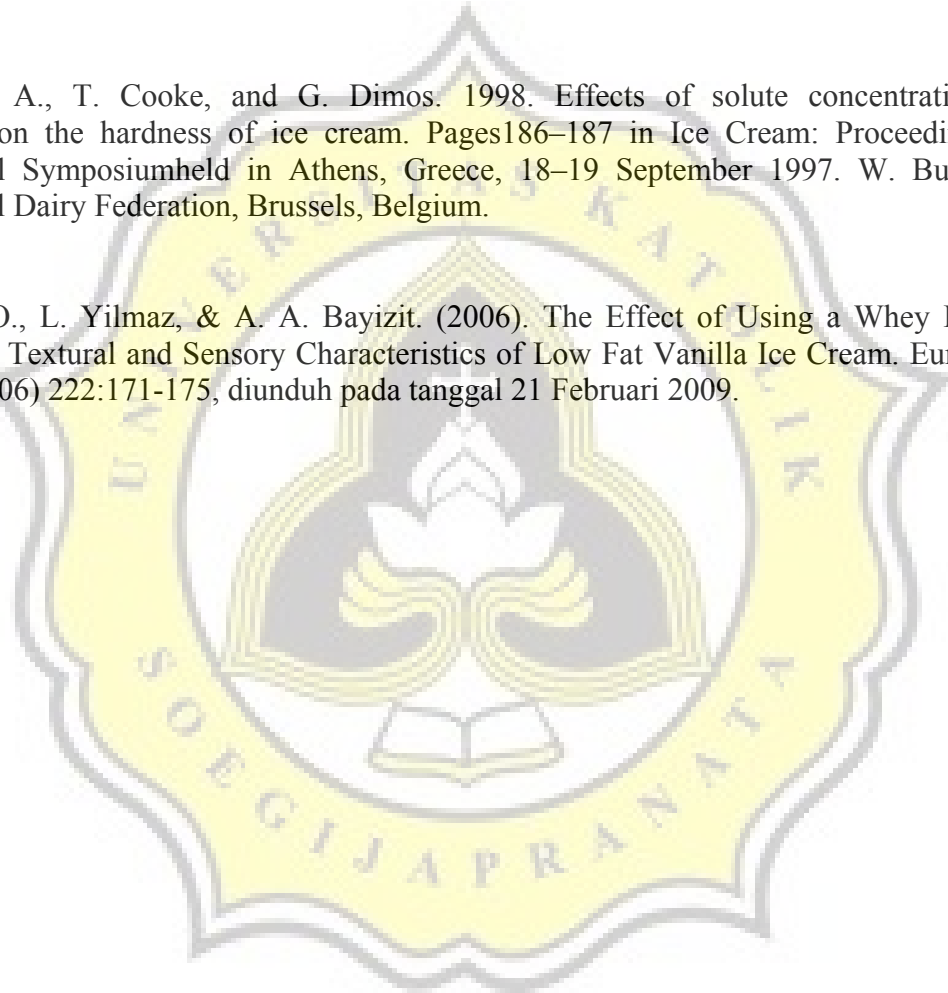 A., T. Cooke, and G. Dimos. 1998. Effects of solute concentrati
on the hardness of ice cream. Pages186–187 in Ice Cream: Proceedi
l Symposiumheld in Athens, Greece, 18–19 September 1997. W. Bu
l Dairy Federation, Brussels, Belgium.
D., L. Yilmaz, & A. A. Bayizit. (2006). The Effect of Using a Whey
Textural and Sensory Characteristics of Low Fat Vanilla Ice Cream. Eur
06) 222:171-175, diunduh pada tanggal 21 Februari 2009.
UNIVERSITAS KATOLIK
SOEGIJAPRANATA